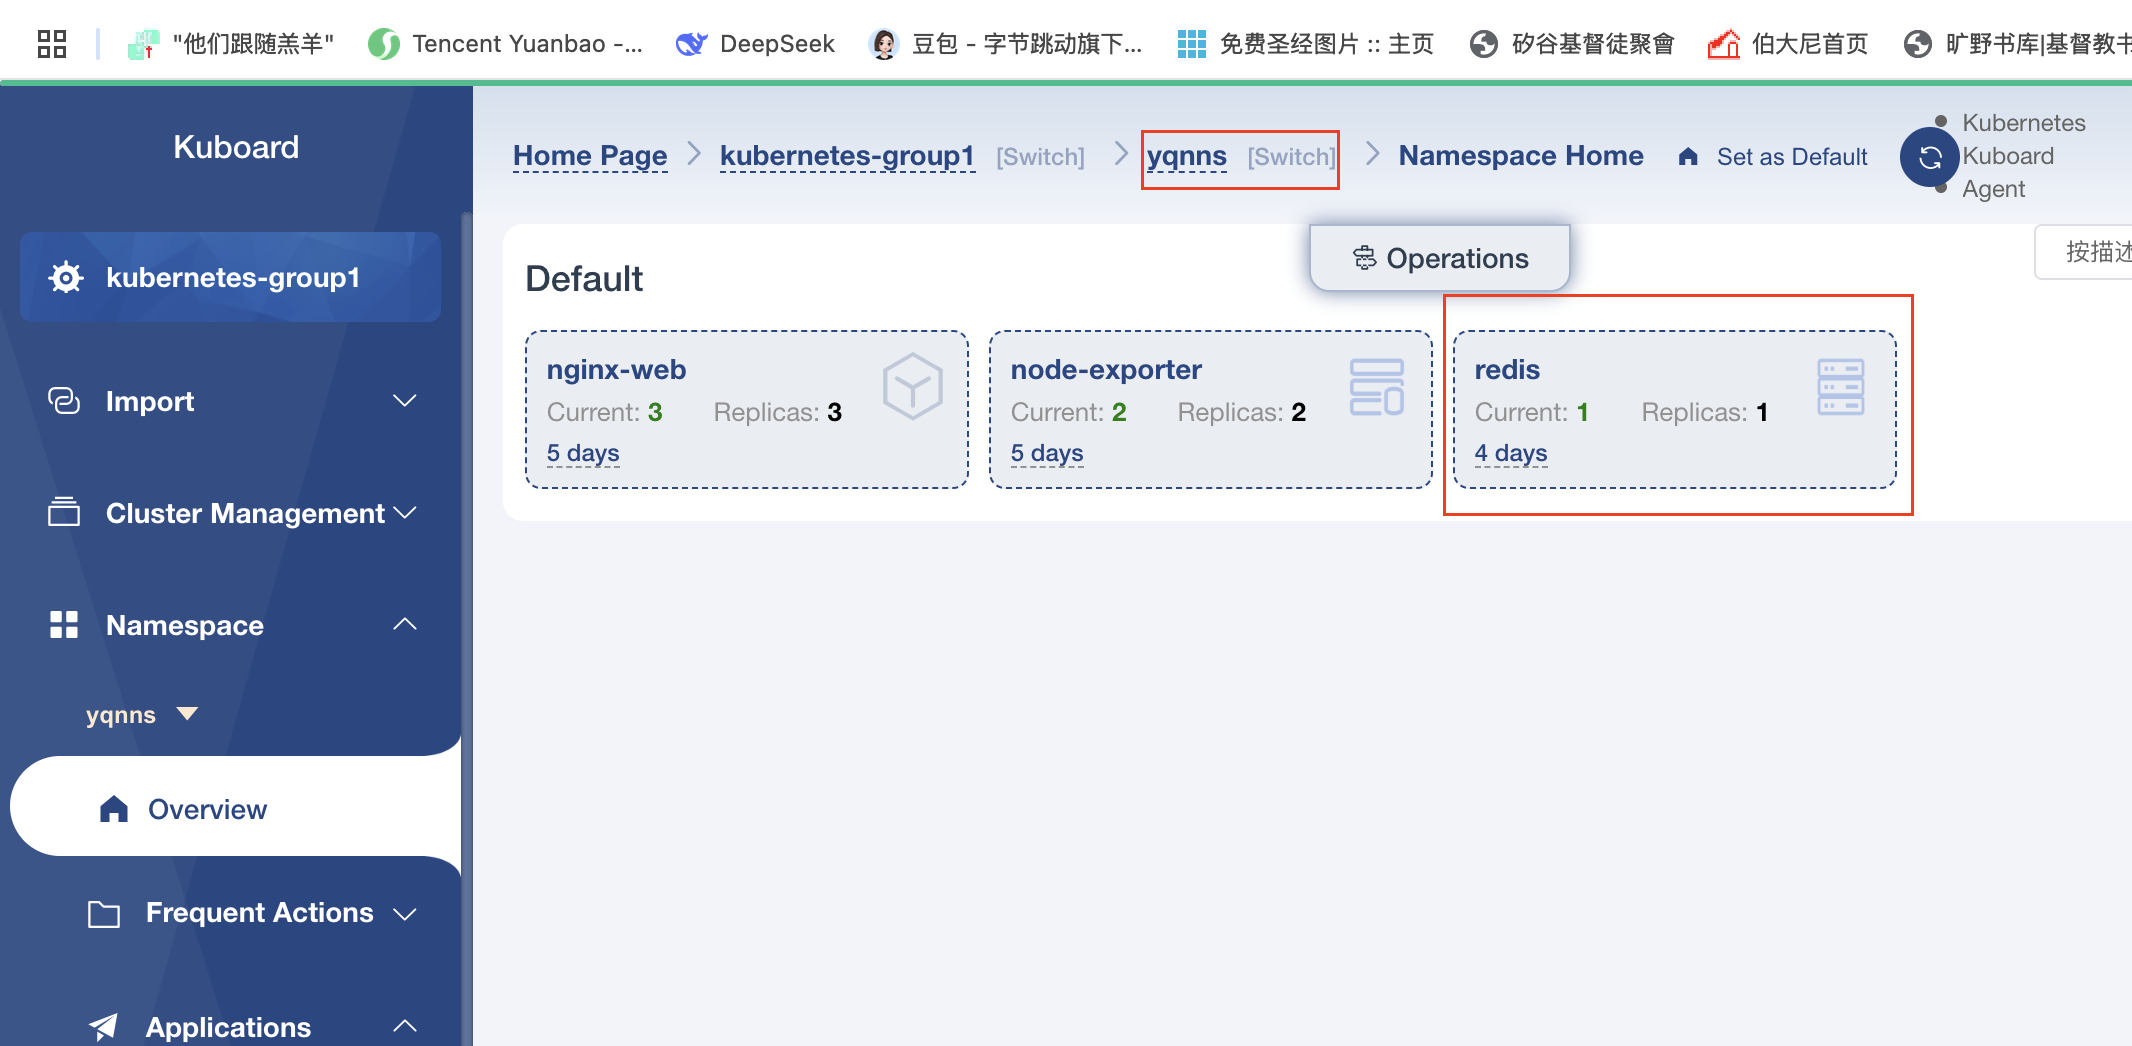 "他们跟随羔羊" Tencent Yuanbao -... DeepSeek 豆包 - 字节跳动旗下... 免费圣经图片 :: 主页 矽谷基督徒聚會 伯大尼首页 旷野书库|基督教书
Kuboard
Home Page > kubernetes-group1 [Switch] > yqnns [Switch] > Namespace Home Set as Default
Kubernetes
Kuboard
Agent
kubernetes-group1
Import
Cluster Management
Namespace
yqnns
Overview
Frequent Actions
Applications
Operations
按描述
Default
nginx-web
Current: 3 Replicas: 3
5 days
node-exporter
Current: 2 Replicas: 2
5 days
redis
Current: 1 Replicas: 1
4 days